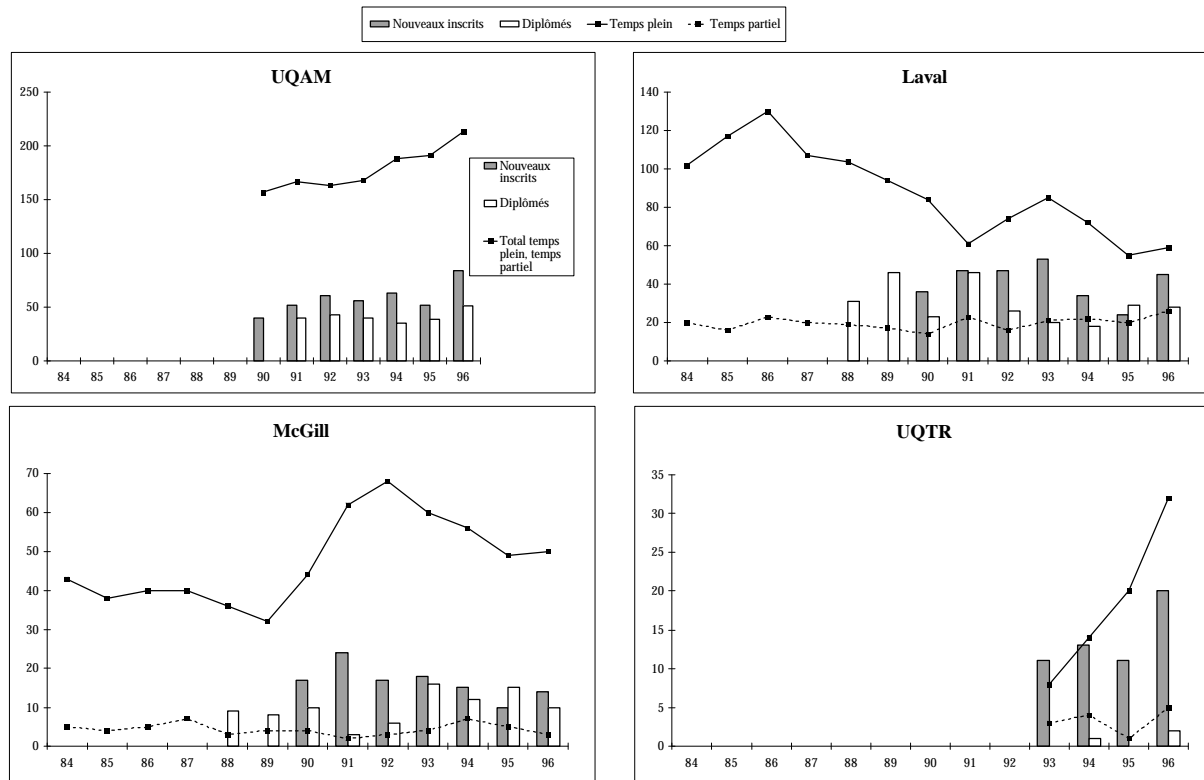 Nouveaux inscrits Diplômés Temps plein Temps partiel
UQAM
250
200
150
100
50
0
84 85 86 87 88 89 90 91 92 93 94 95 96
Nouveaux
inscrits
Diplômés
Total temps
plein, temps
partiel
Laval
140
120
100
80
60
40
20
0
84 85 86 87 88 89 90 91 92 93 94 95 96
McGill
70
60
50
40
30
20
10
0
84 85 86 87 88 89 90 91 92 93 94 95 96
UQTR
35
30
25
20
15
10
5
0
84 85 86 87 88 89 90 91 92 93 94 95 96